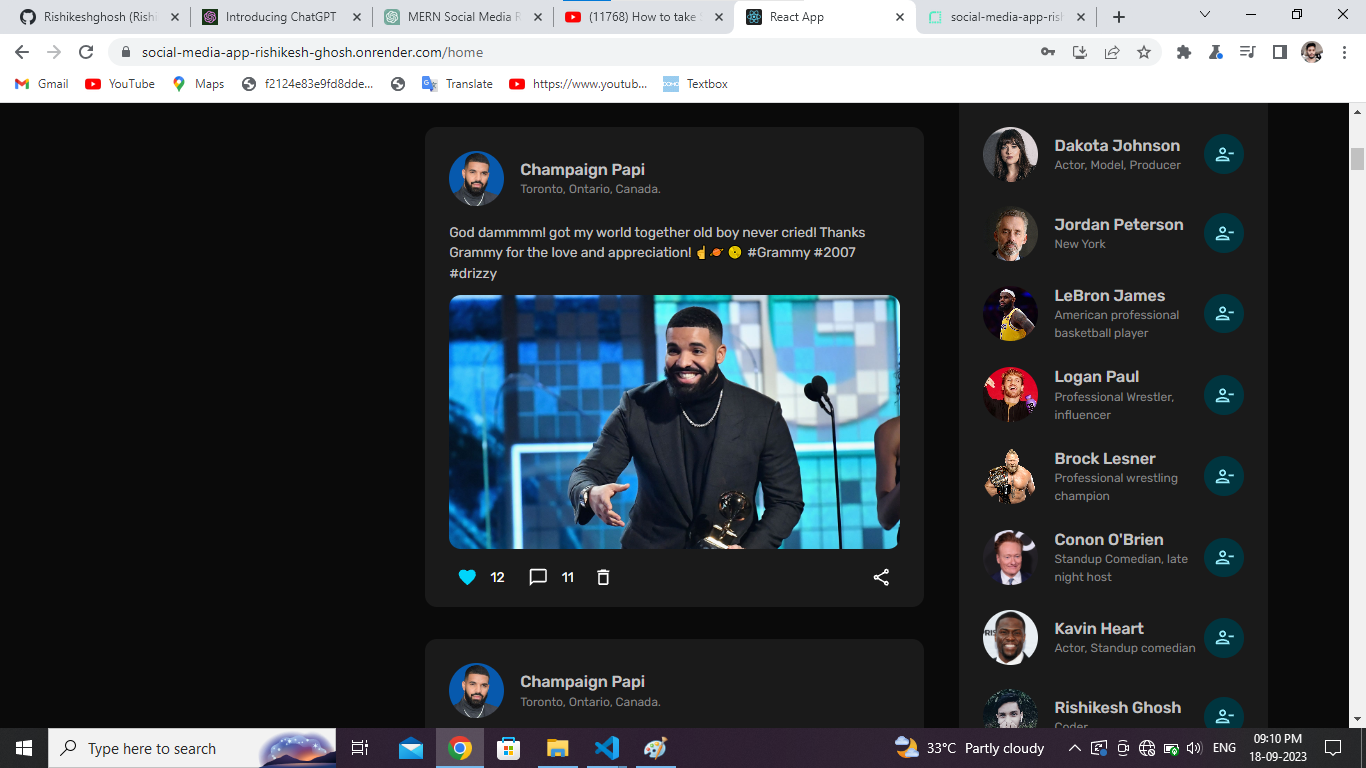 Rishikeshghosh (Rishi
Introducing ChatGPT
MERN Social Media R
(11768) How to take S
React App
social-media-app-rish
social-media-app-rishikesh-ghosh.onrender.com/home
Gmail
YouTube
Maps
f2124e83e9fd8dde...
Translate
https://www.youtub...
Textbox
Champaign Papi
Toronto, Ontario, Canada.
God dammmm! got my world together old boy never cried! Thanks
Grammy for the love and appreciation! ☝️🪐 🌝 #Grammy #2007
#drizzy
12
11
Champaign Papi
Toronto, Ontario, Canada.
Dakota Johnson
Actor, Model, Producer
Jordan Peterson
New York
LeBron James
American professional
basketball player
Logan Paul
Professional Wrestler,
influencer
Brock Lesner
Professional wrestling
champion
Conon O'Brien
Standup Comedian, late
night host
Kavin Heart
Actor, Standup comedian
Rishikesh Ghosh
Coder
Type here to search
33°C Partly cloudy
ENG
09:10 PM
18-09-2023